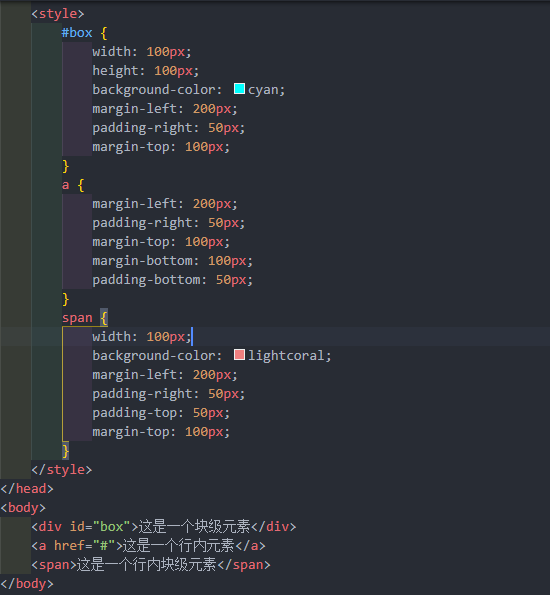 <style>
#box {
width: 100px;
height: 100px;
background-color: cyan;
margin-left: 200px;
padding-right: 50px;
margin-top: 100px;
}
a {
margin-left: 200px;
padding-right: 50px;
margin-top: 100px;
margin-bottom: 100px;
padding-bottom: 50px;
}
span {
width: 100px;
background-color: lightcoral;
margin-left: 200px;
padding-right: 50px;
padding-top: 50px;
margin-top: 100px;
}
</style>
</head>
<body>
<div id="box">这是一个块级元素</div>
<a href="#">这是一个行内元素</a>
<span>这是一个行内块级元素</span>
</body>